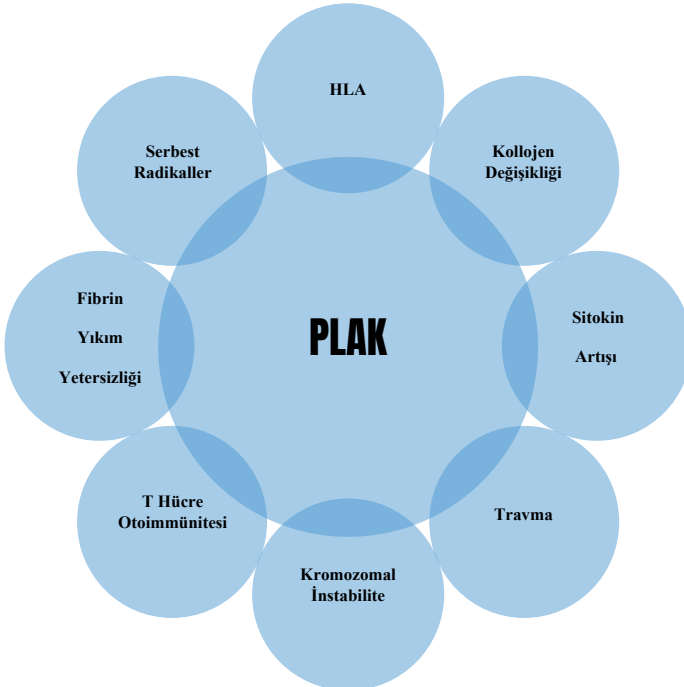 HLA
Serbest
Radikaller
Kollojen
Değişikliği
Fibrin
Yıkım
Yetersizliği
PLAK
Sitokin
Artışı
T Hücre
Otoimmünitesi
Travma
Kromozomal
İnstabilite